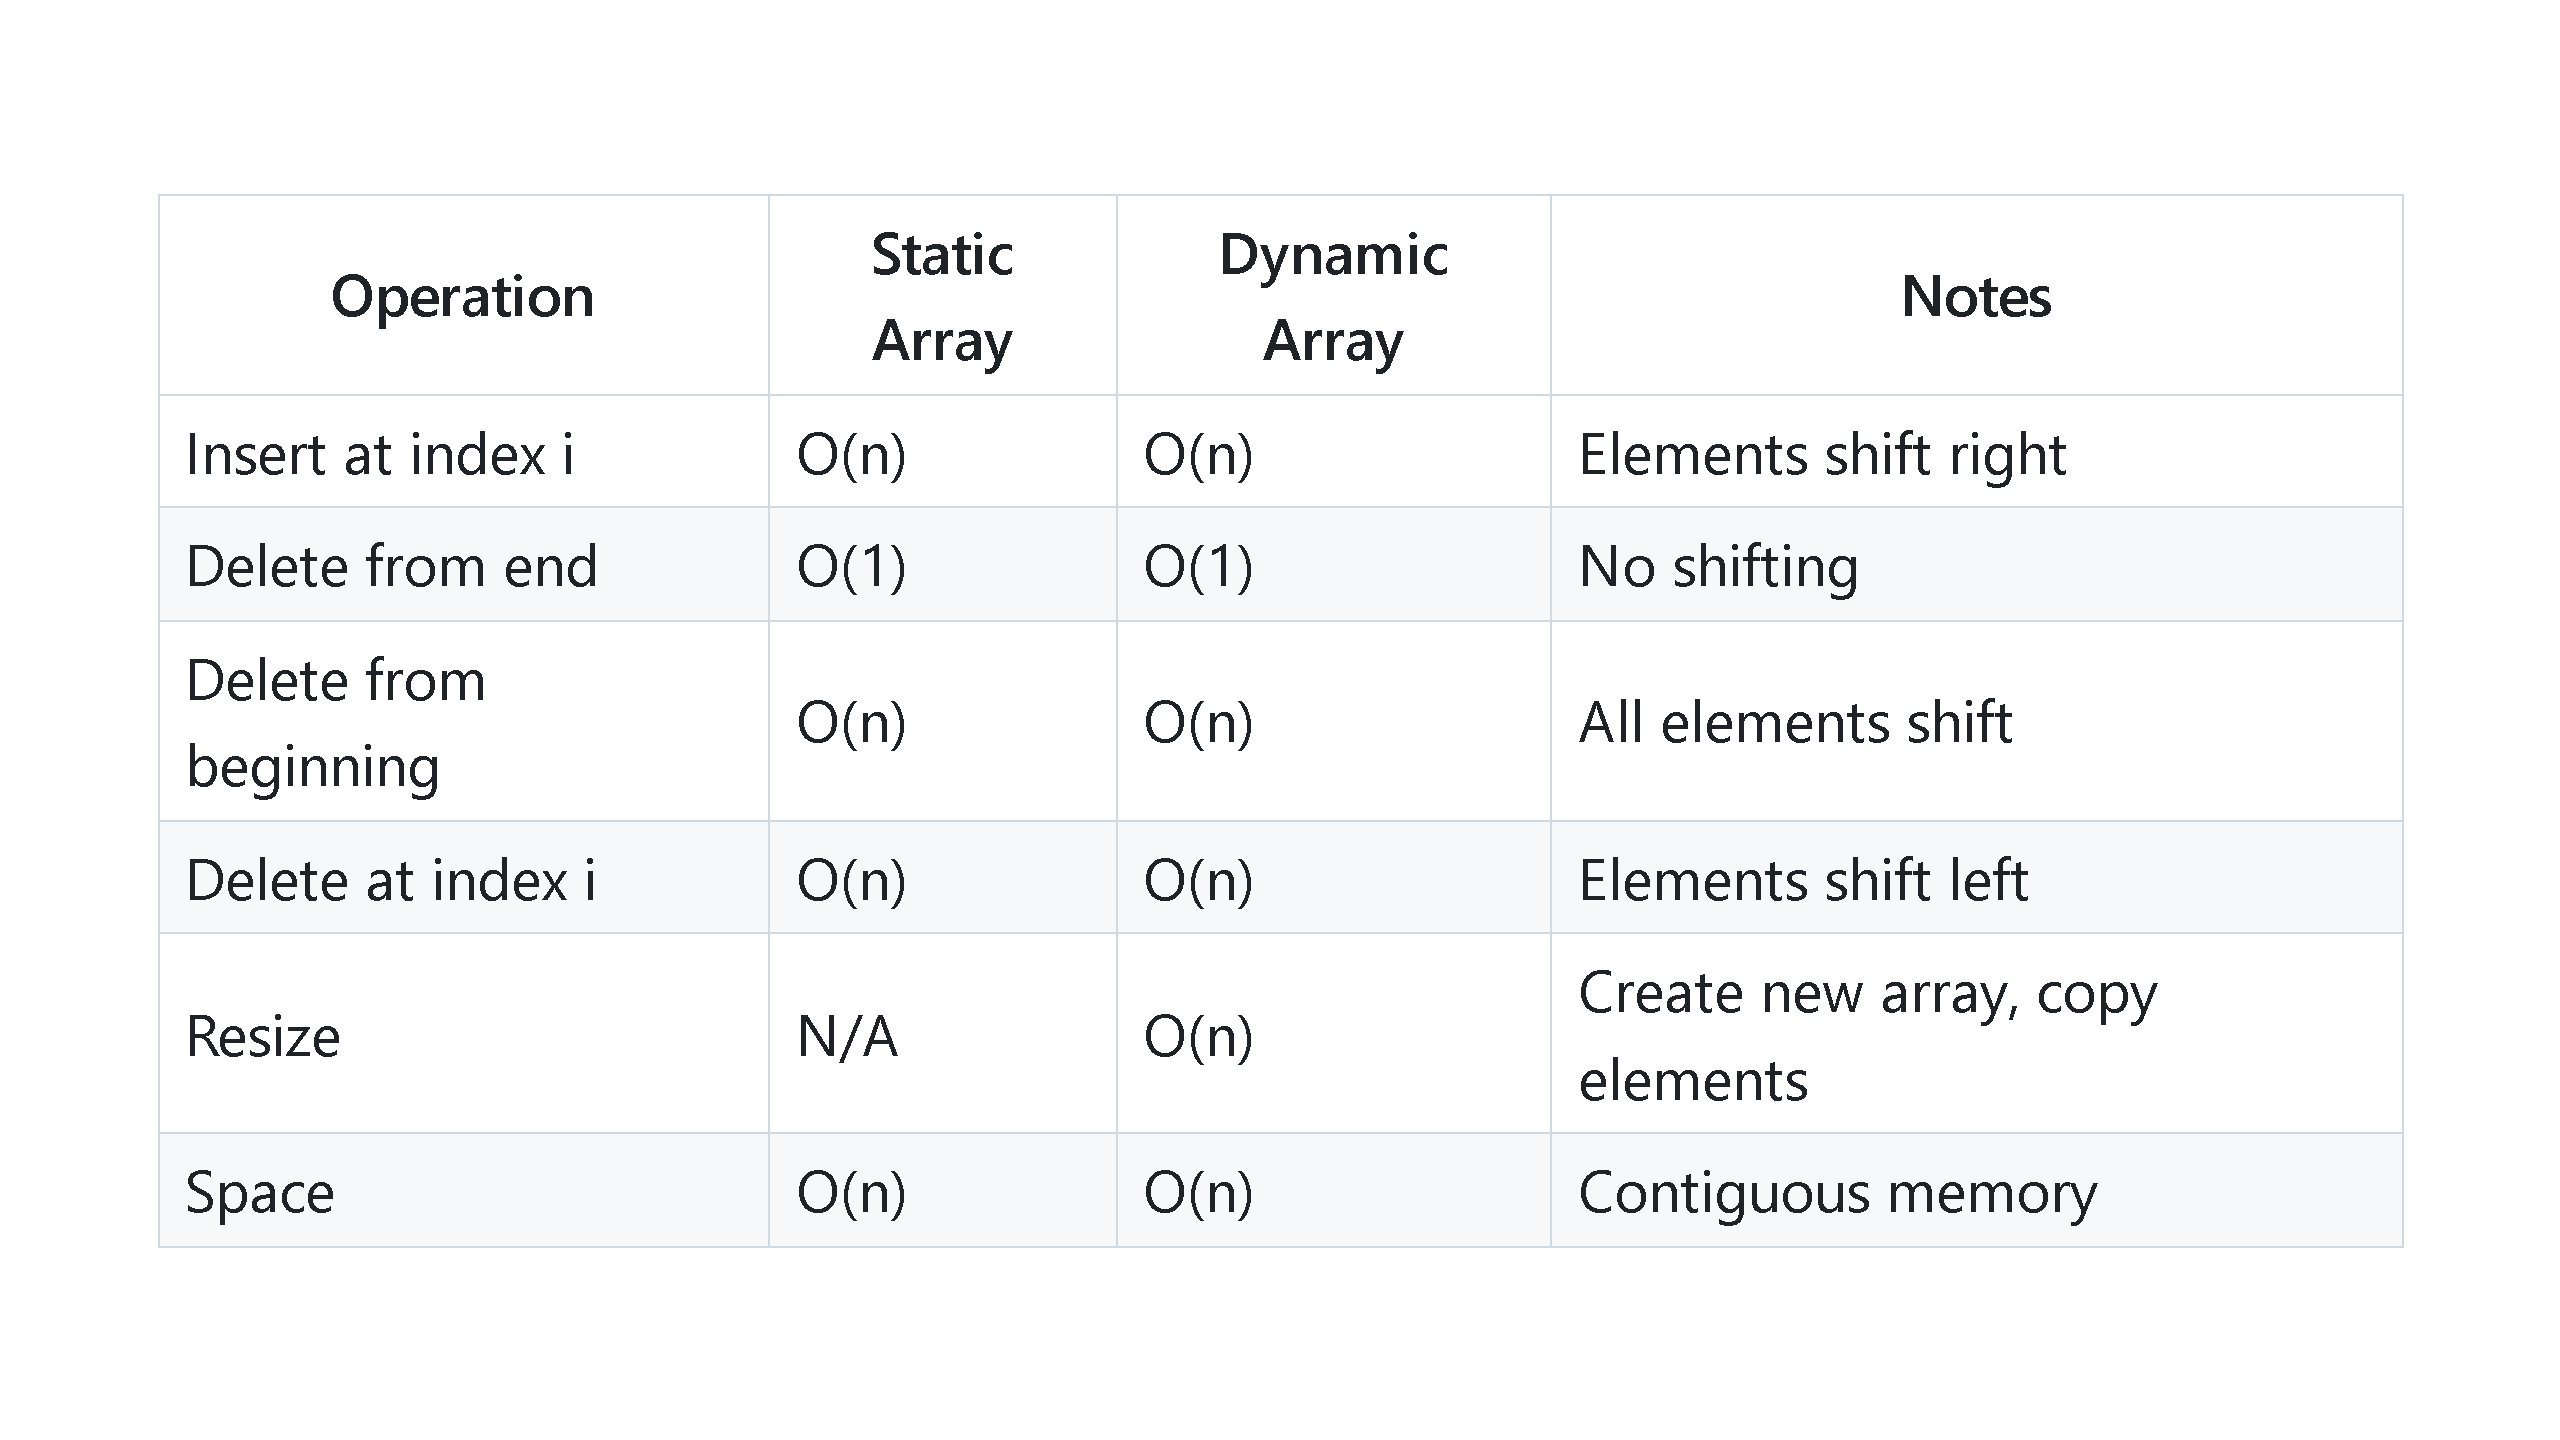 Operation
Static
Array
Dynamic
Array
Notes
Insert at index i
O(n)
O(n)
Elements shift right
Delete from end
O(1)
O(1)
No shifting
Delete from
beginning
O(n)
O(n)
All elements shift
Delete at index i
O(n)
O(n)
Elements shift left
Resize
N/A
O(n)
Create new array, copy
elements
Space
O(n)
O(n)
Contiguous memory